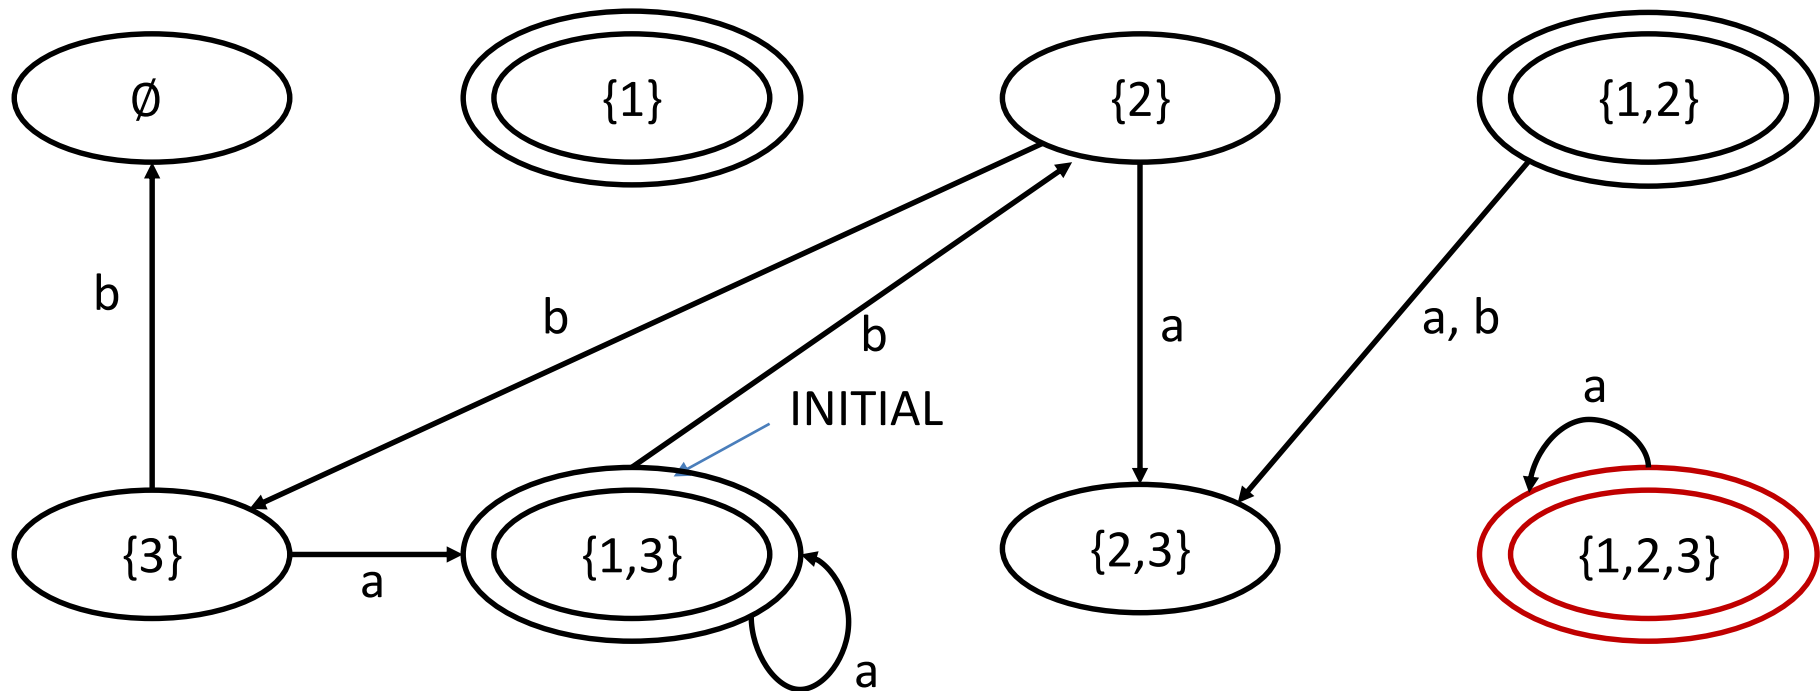 Ø
{1}
{2}
{1,2}
b
b
b
a
a, b
a
INITIAL
{3}
{1,3}
{2,3}
{1,2,3}
a
a